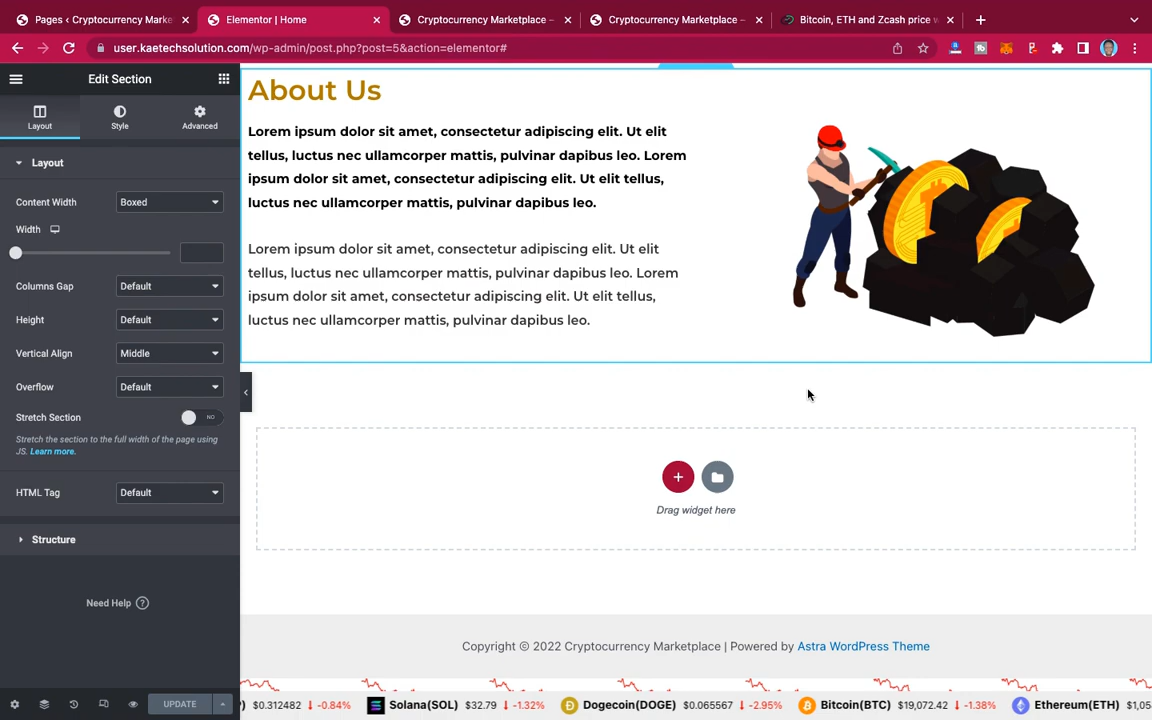 Pages < Cryptocurrency Marke
Elementor | Home
Cryptocurrency Marketplace –
Cryptocurrency Marketplace –
Bitcoin, ETH and Zcash price w
user.kaetechsolution.com/wp-admin/post.php?post=5&action=elementor#
Edit Section
Layout
Style
Advanced
Layout
Content Width
Boxed
Width
Columns Gap
Default
Height
Default
Vertical Align
Middle
Overflow
Default
Stretch Section
NO
Stretch the section to the full width of the page using
JS. Learn more.
HTML Tag
Default
Structure
Need Help ?
UPDATE
About Us
Lorem ipsum dolor sit amet, consectetur adipiscing elit. Ut elit
tellus, luctus nec ullamcorper mattis, pulvinar dapibus leo. Lorem
ipsum dolor sit amet, consectetur adipiscing elit. Ut elit tellus,
luctus nec ullamcorper mattis, pulvinar dapibus leo.
Lorem ipsum dolor sit amet, consectetur adipiscing elit. Ut elit
tellus, luctus nec ullamcorper mattis, pulvinar dapibus leo. Lorem
ipsum dolor sit amet, consectetur adipiscing elit. Ut elit tellus,
luctus nec ullamcorper mattis, pulvinar dapibus leo.
Drag widget here
Copyright © 2022 Cryptocurrency Marketplace | Powered by Astra WordPress Theme
) $0.312482 -0.84% Solana(SOL) $32.79 -1.32% Dogecoin(DOGE) $0.065567 -2.95% Bitcoin(BTC) $19,072.42 -1.38% Ethereum(ETH) $1,05